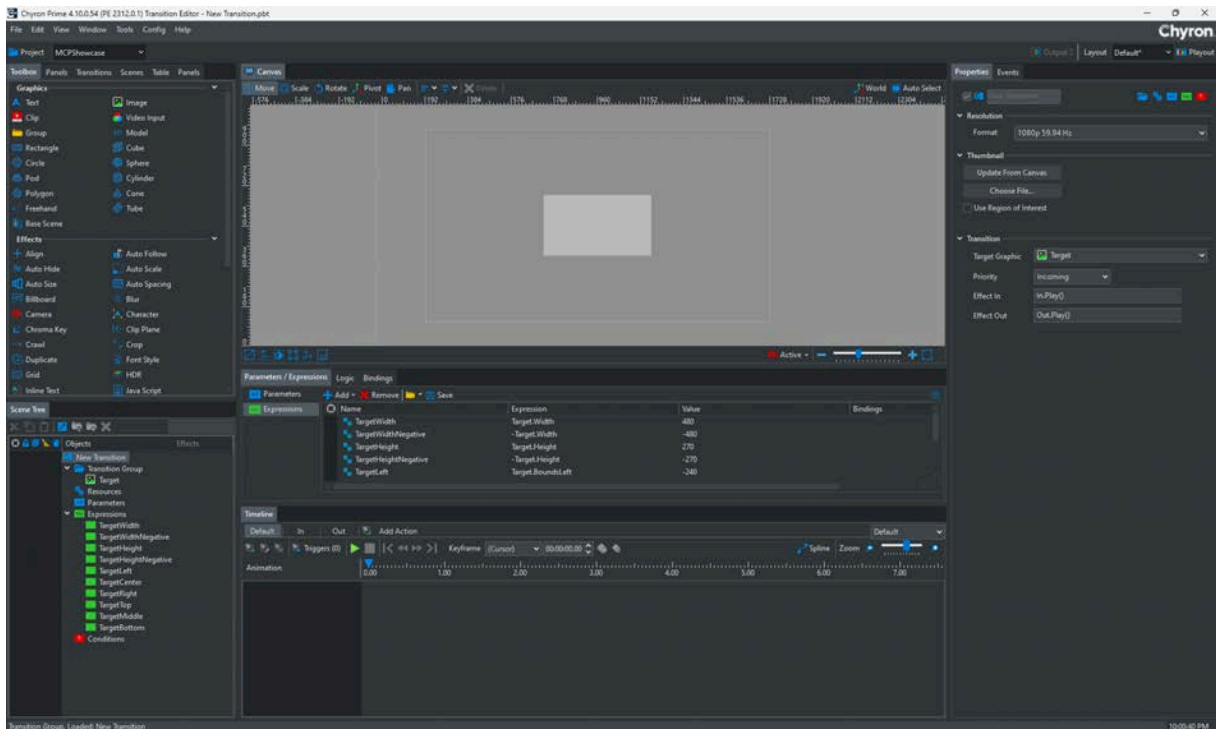 Chyron Prime 4.10.0.54 (PE 2312.0.1) Transition Editor - New Transition.pbt
File Edit View Window Tools Config Help
Chyron
Project MCPShowcase
Output 1 Layout Default* Playout
Toolbox Panels Transitions Scenes Table Panels
Canvas
Properties Events
Graphics
Move Scale Rotate Pivot Pan
World Auto Select
Text Image
Clip Video Input
Group Model
Rectangle Cube
Circle Sphere
Pod Cylinder
Polygon Cone
Freehand Tube
Base Scene
Effects
Align Auto Follow
Auto Hide Auto Scale
Auto Size Auto Spacing
Billboard Blur
Camera Character
Chroma Key Clip Plane
Crawl Crop
Duplicate Font Style
Grid HDR
Inline Text Java Script
Resolution
Format 1080p 59.94 Hz
Thumbnail
Update From Canvas
Choose File...
Use Region of Interest
Transition
Target Graphic Target
Priority Incoming
Effect In In.Play()
Effect Out Out.Play()
Active
Parameters / Expressions Logic Bindings
Parameters Add Remove Save
Expressions Name Expression Value Bindings
TargetWidth Target.Width 480
TargetWidthNegative -Target.Width -480
TargetHeight Target.Height 270
TargetHeightNegative -Target.Height -270
TargetLeft Target.BoundsLeft -240
Scene Tree
Objects Effects
New Transition
Transition Group
Target
Resources
Parameters
Expressions
TargetWidth
TargetWidthNegative
TargetHeight
TargetHeightNegative
TargetLeft
TargetCenter
TargetRight
TargetTop
TargetMiddle
TargetBottom
Conditions
Timeline
Default In Out Add Action
Default
Triggers (0) Keyframe (Cursor) 00:00:00.00
Spline Zoom
Animation 0.00 1.00 2.00 3.00 4.00 5.00 6.00 7.00
Transition Group, Loaded: New Transition
10:00:40 PM